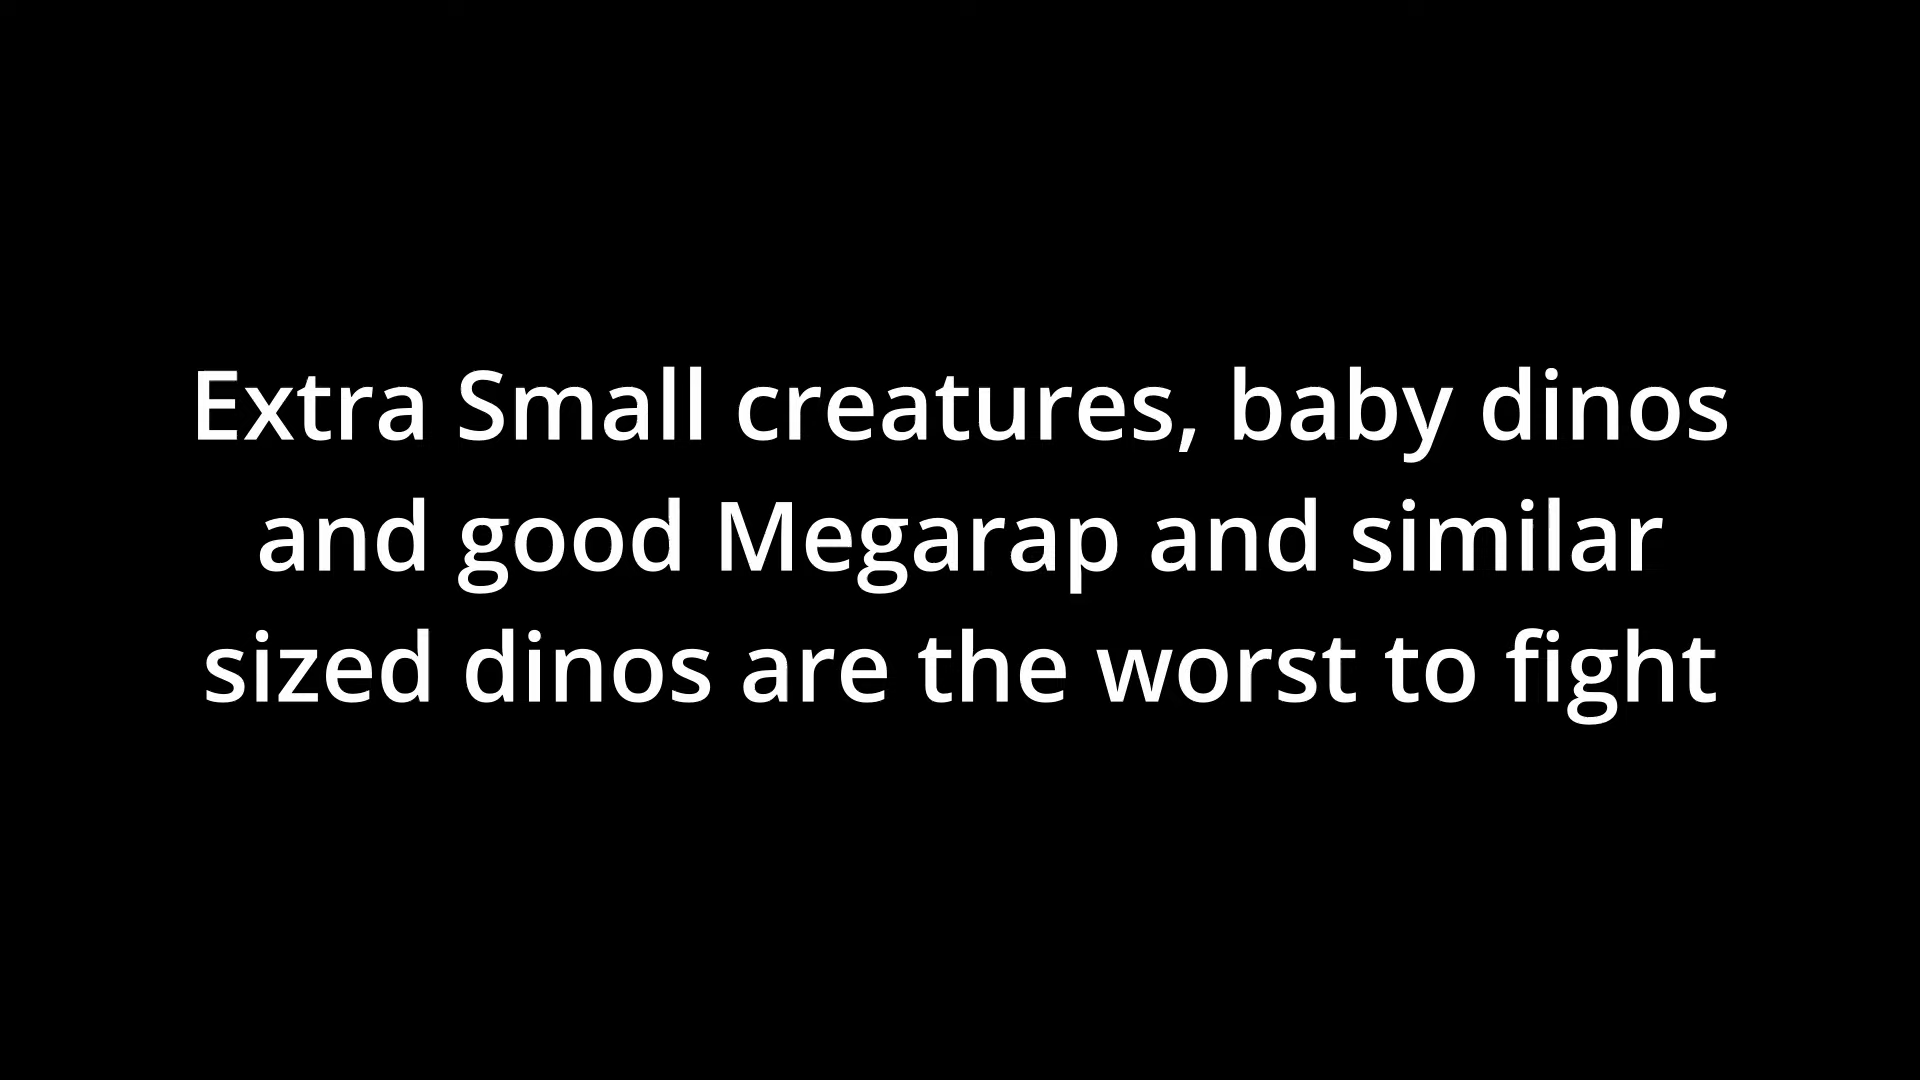 Extra Small creatures, baby dinos
and good Megarap and similar
sized dinos are the worst to fight